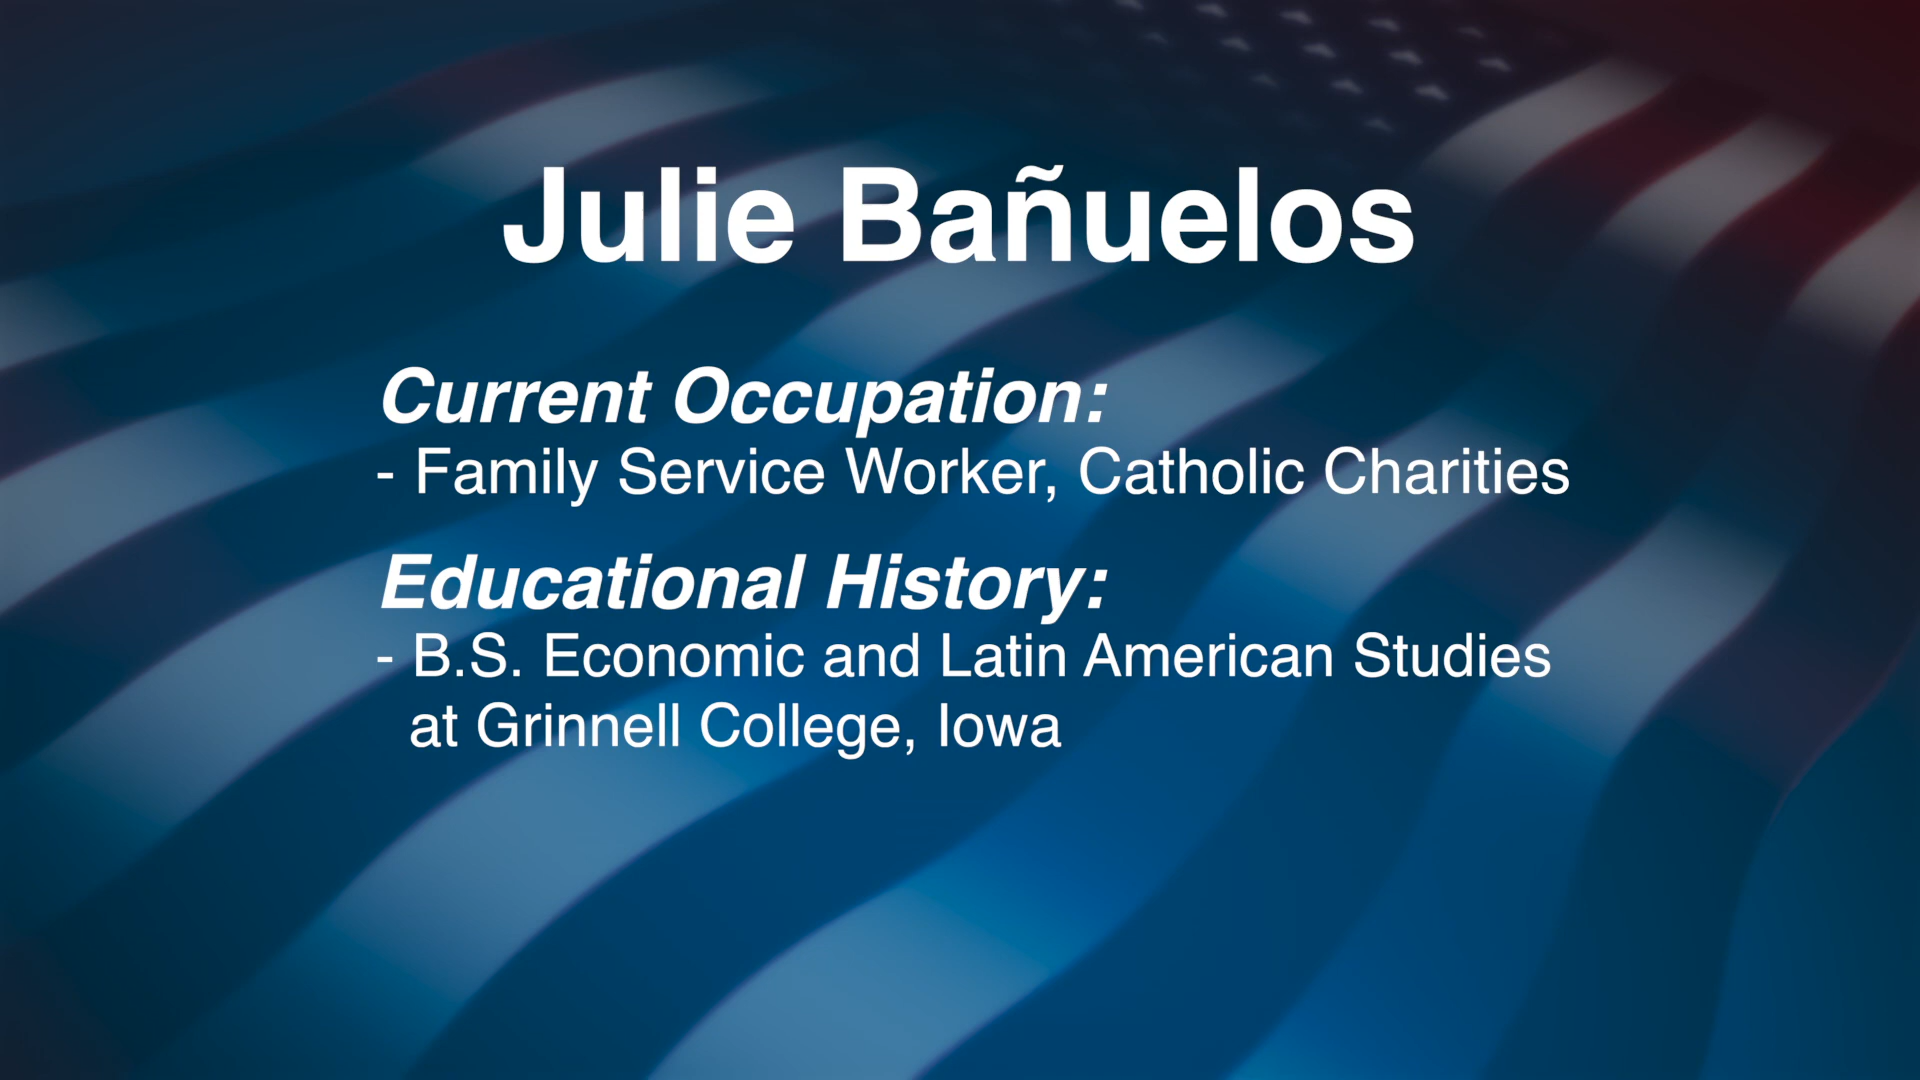 Julie Bañuelos
Current Occupation:
- Family Service Worker, Catholic Charities
Educational History:
- B.S. Economic and Latin American Studies
at Grinnell College, Iowa